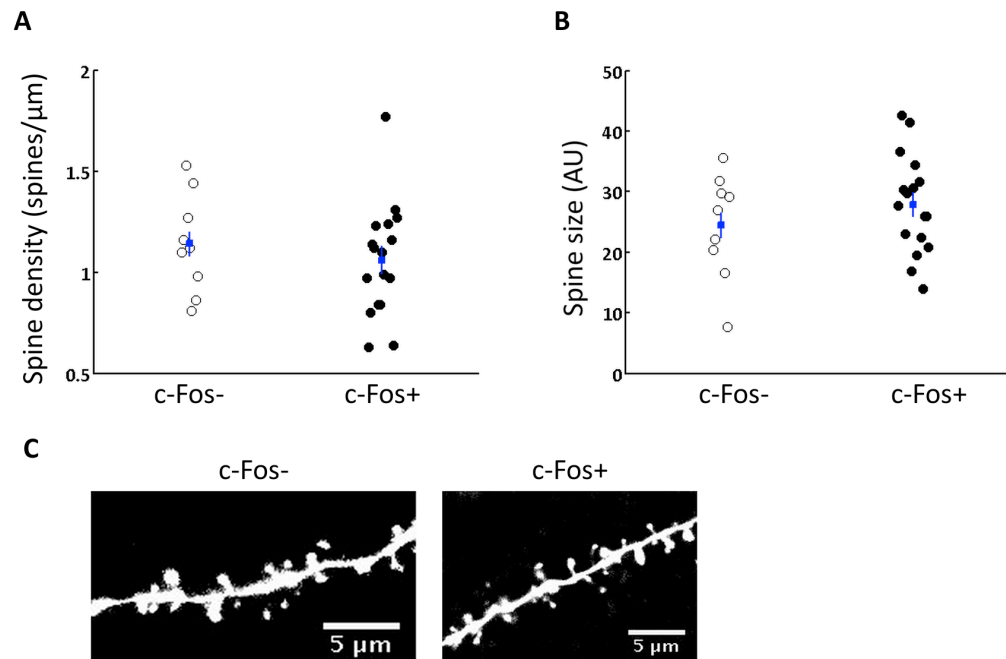 A
Spine density (spines/µm)
2
1.5
1
0.5
c-Fos-
c-Fos+
B
Spine size (AU)
50
40
30
20
10
0
c-Fos-
c-Fos+
C
c-Fos-
c-Fos+
5 µm
5 µm